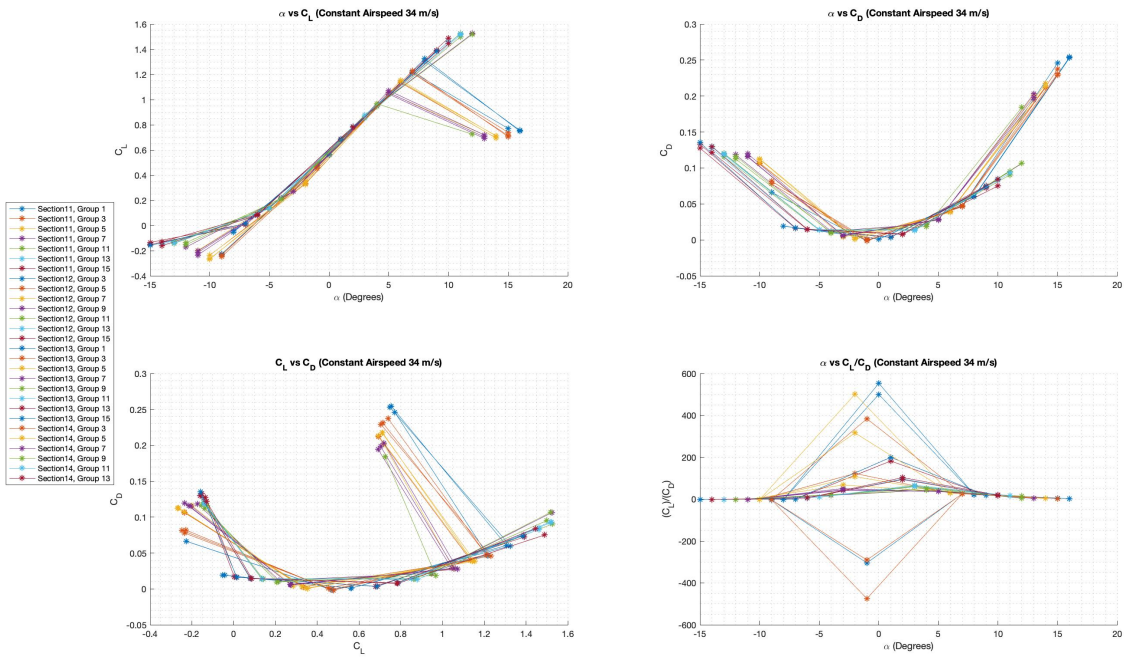 α vs C_L (Constant Airspeed 34 m/s)
1.6
1.4
1.2
1
0.8
0.6
0.4
0.2
0
-0.2
-0.4
C_L
-15 -10 -5 0 5 10 15 20
α (Degrees)
α vs C_D (Constant Airspeed 34 m/s)
0.3
0.25
0.2
0.15
0.1
0.05
0
-0.05
C_D
-15 -10 -5 0 5 10 15 20
α (Degrees)
Section11, Group 1
Section11, Group 3
Section11, Group 5
Section11, Group 7
Section11, Group 11
Section11, Group 13
Section11, Group 15
Section12, Group 3
Section12, Group 5
Section12, Group 7
Section12, Group 9
Section12, Group 11
Section12, Group 13
Section12, Group 15
Section13, Group 1
Section13, Group 3
Section13, Group 5
Section13, Group 7
Section13, Group 9
Section13, Group 11
Section13, Group 13
Section13, Group 15
Section14, Group 3
Section14, Group 5
Section14, Group 7
Section14, Group 9
Section14, Group 11
Section14, Group 13
C_L vs C_D (Constant Airspeed 34 m/s)
0.3
0.25
0.2
0.15
0.1
0.05
0
-0.05
C_D
-0.4 -0.2 0 0.2 0.4 0.6 0.8 1 1.2 1.4 1.6
C_L
α vs C_L/C_D (Constant Airspeed 34 m/s)
600
400
200
0
-200
-400
-600
(C_L)/(C_D)
-15 -10 -5 0 5 10 15 20
α (Degrees)